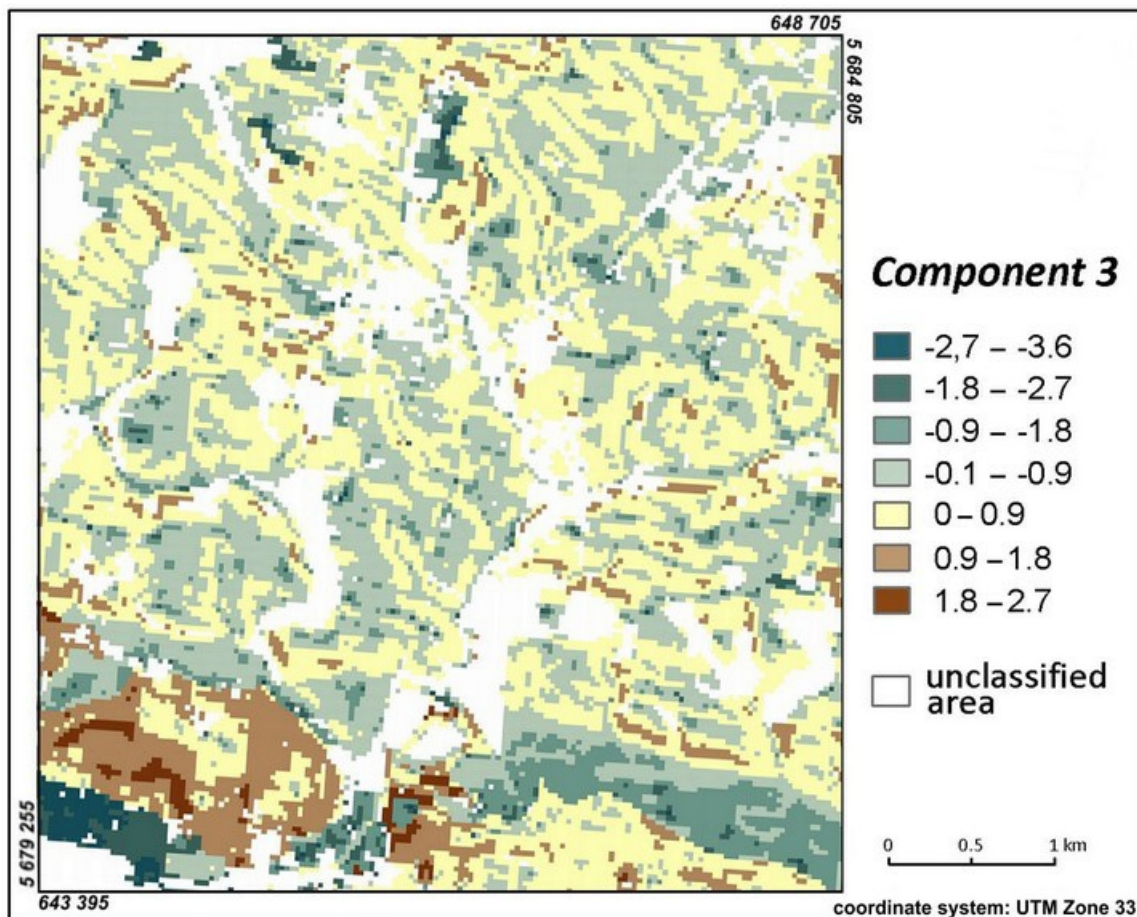 648 705
5 684 805
Component 3
-2,7 – -3.6
-1.8 – -2.7
-0.9 – -1.8
-0.1 – -0.9
0 – 0.9
0.9 – 1.8
1.8 – 2.7
unclassified
area
0 0.5 1 km
5 679 255
643 395
coordinate system: UTM Zone 33